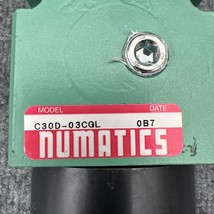 MODEL DATE
C30D-03CGL 0B7
numatics